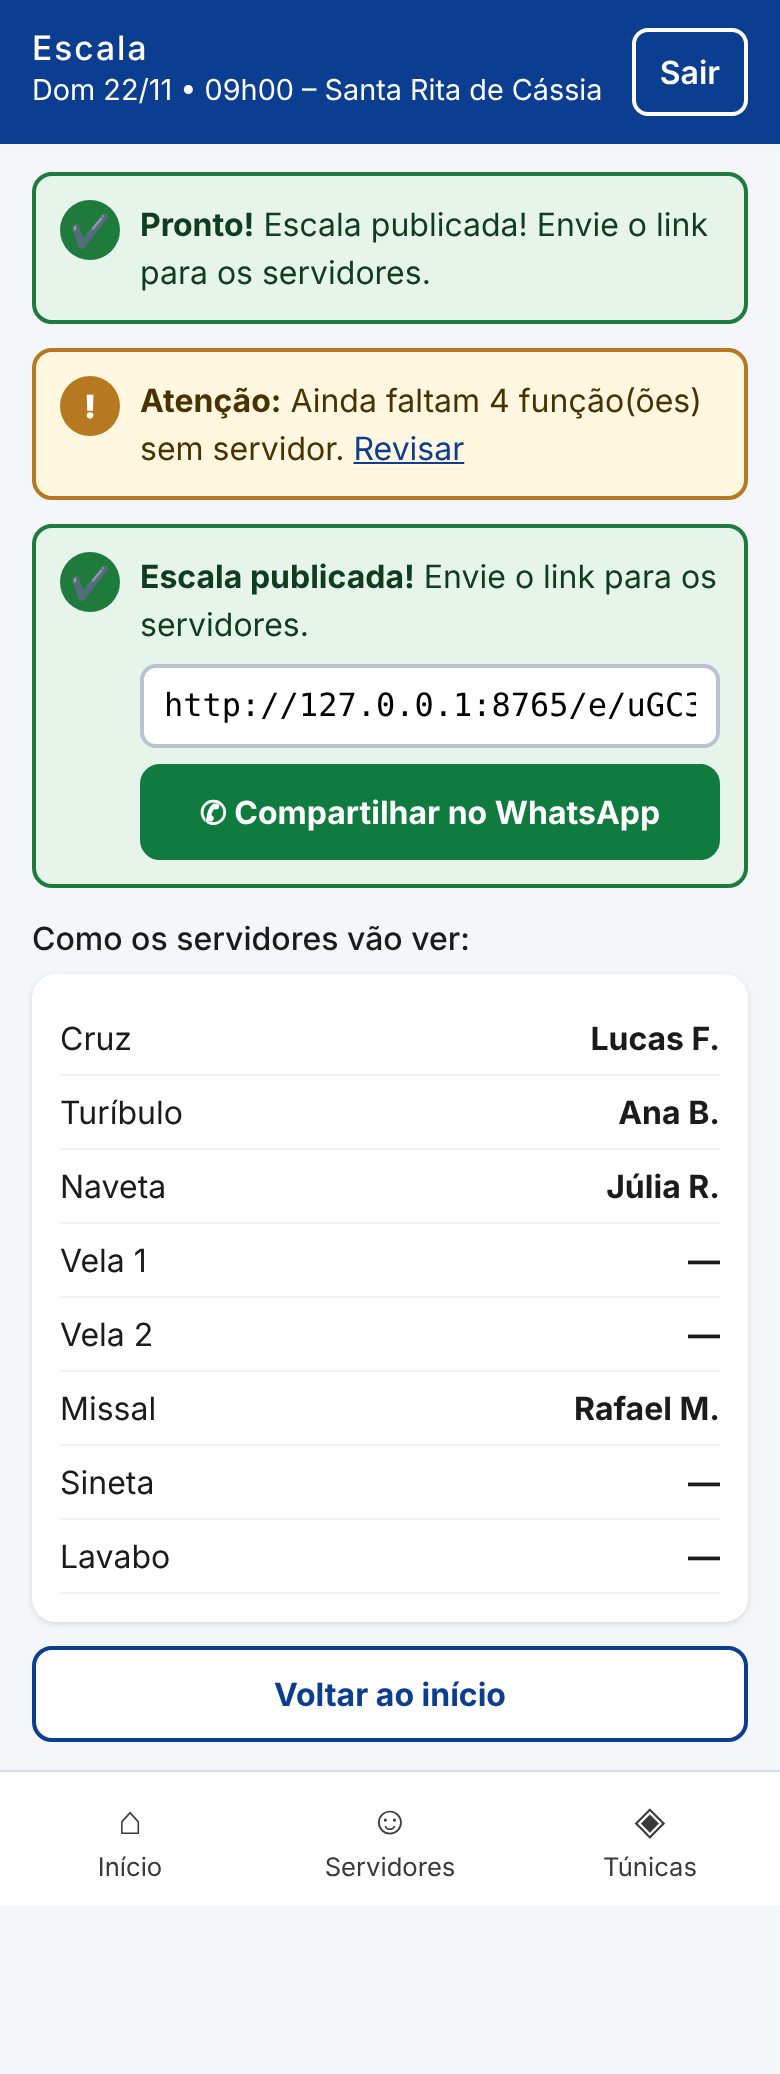 Escala
Dom 22/11 • 09h00 – Santa Rita de Cássia
Sair
Pronto! Escala publicada! Envie o link
para os servidores.
! Atenção: Ainda faltam 4 função(ões)
sem servidor. Revisar
Escala publicada! Envie o link para os
servidores.
http://127.0.0.1:8765/e/uGC3
✆ Compartilhar no WhatsApp
Como os servidores vão ver:
Cruz Lucas F.
Turíbulo Ana B.
Naveta Júlia R.
Vela 1 —
Vela 2 —
Missal Rafael M.
Sineta —
Lavabo —
Voltar ao início
Início Servidores Túnicas